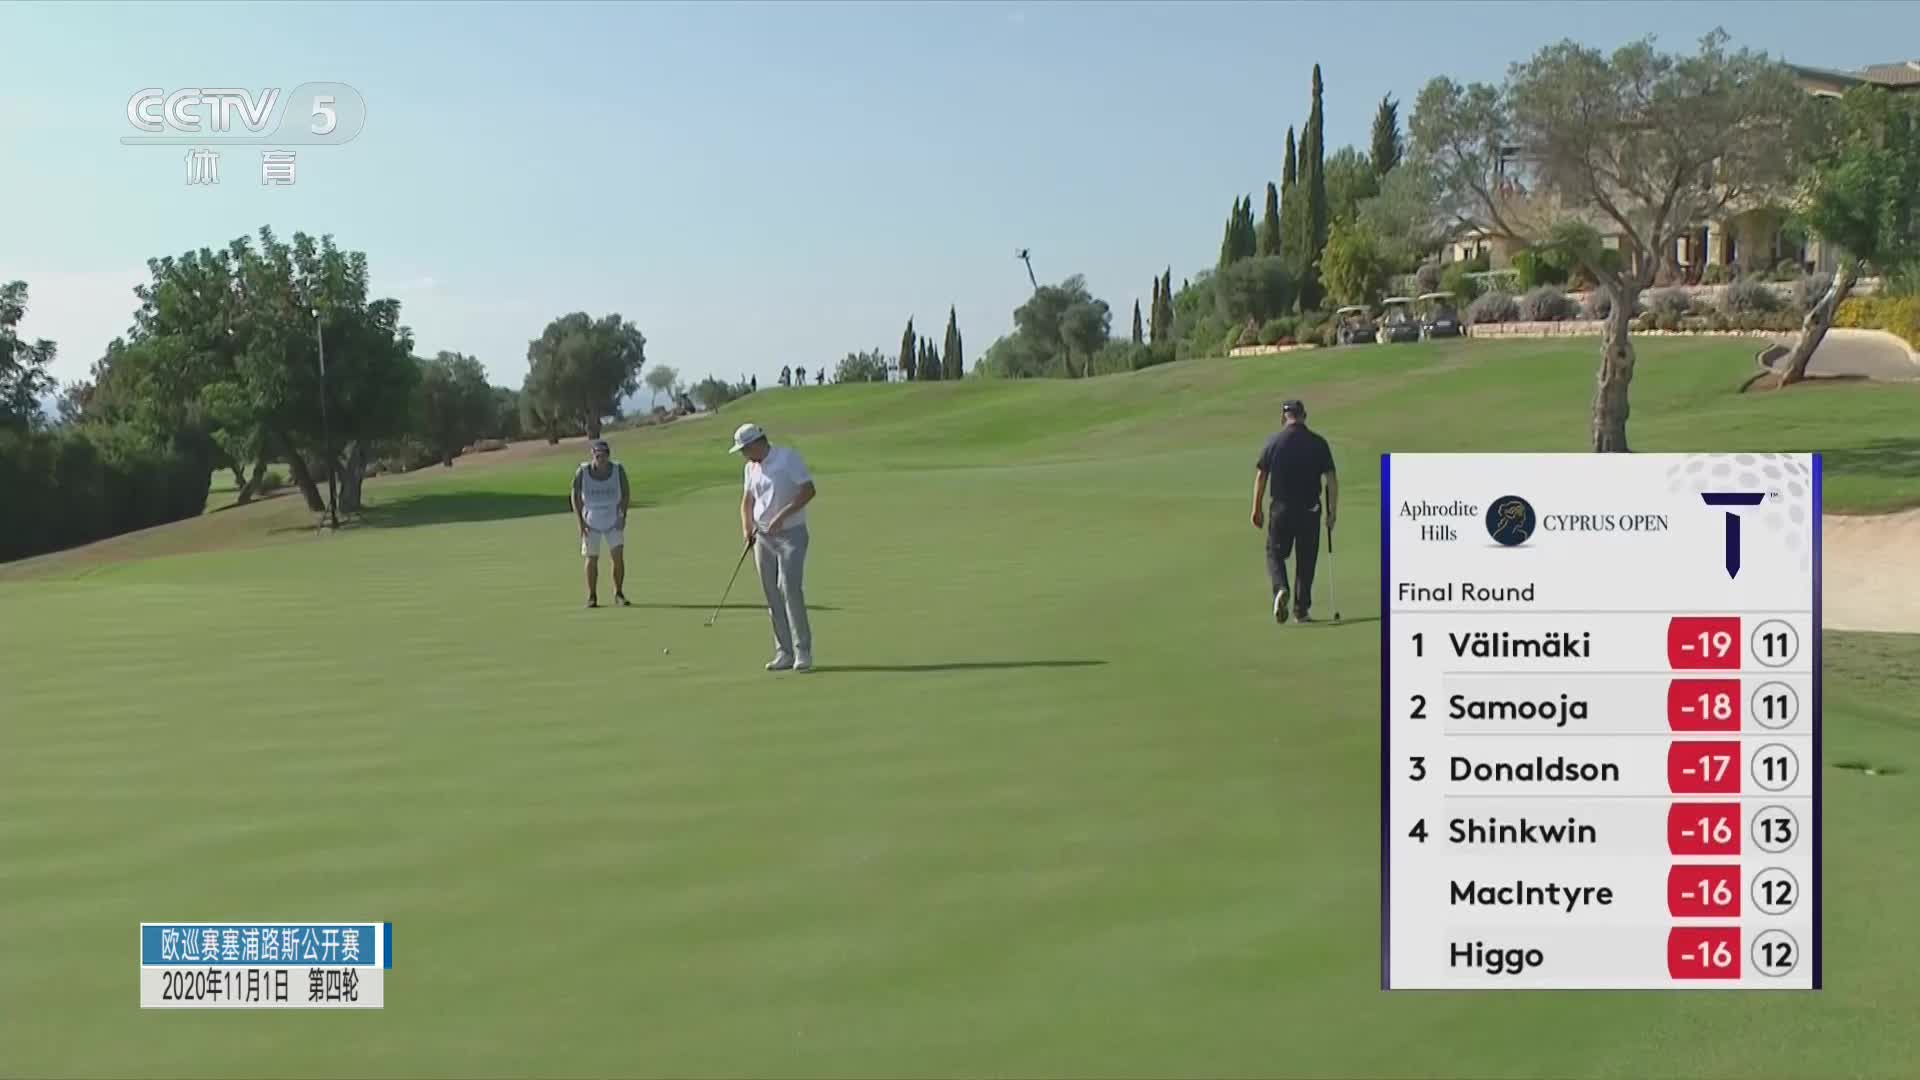 CCTV 5
体育
Aphrodite
Hills
CYPRUS OPEN
T™
Final Round
1 Välimäki -19 11
2 Samooja -18 11
3 Donaldson -17 11
4 Shinkwin -16 13
MacIntyre -16 12
Higgo -16 12
欧巡赛塞浦路斯公开赛
2020年11月1日 第四轮